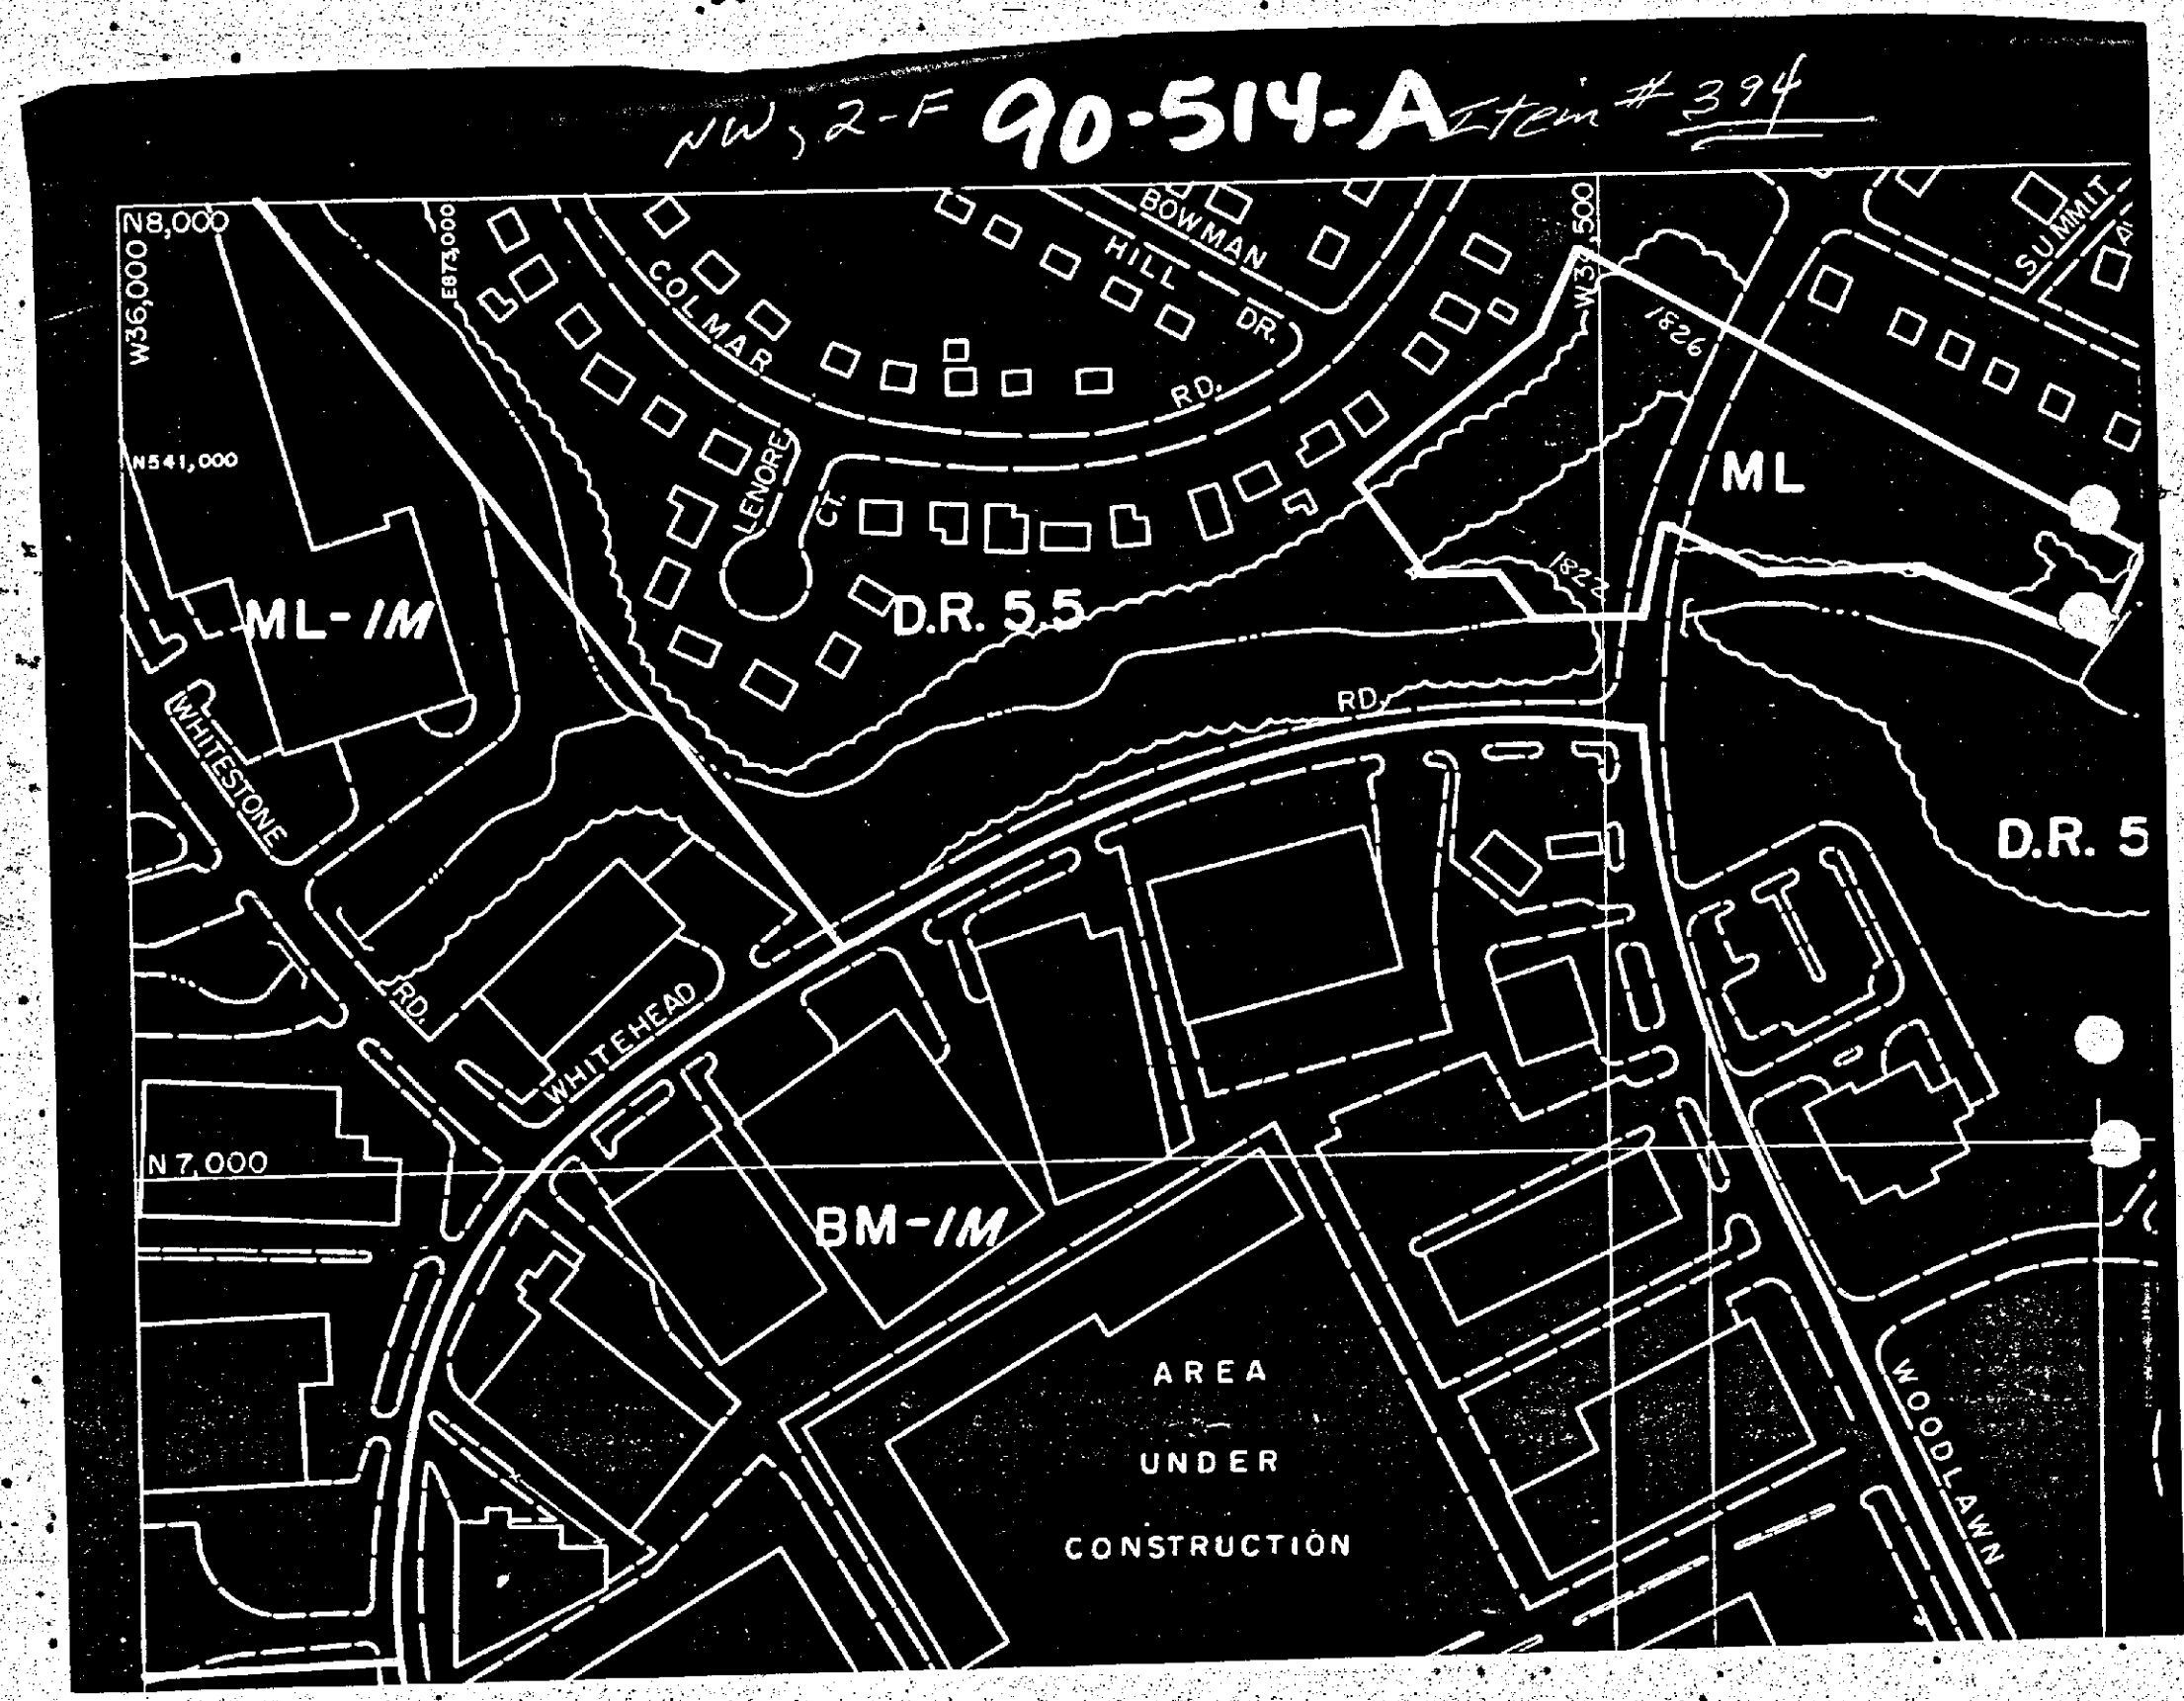 NW, 2-F 90-514-A Item # 394
N8,000
W36,000
E873,000
N541,000
COLMAR
RD.
BOWMAN
HILL
DR.
SUMMIT
1826
1822
LENORE
CT.
ML
ML-IM
D.R. 5.5
RD.
D.R. 5
WHITESTONE
RD.
WHITEHEAD
N 7,000
BM-IM
AREA
UNDER
CONSTRUCTION
WOODLAWN